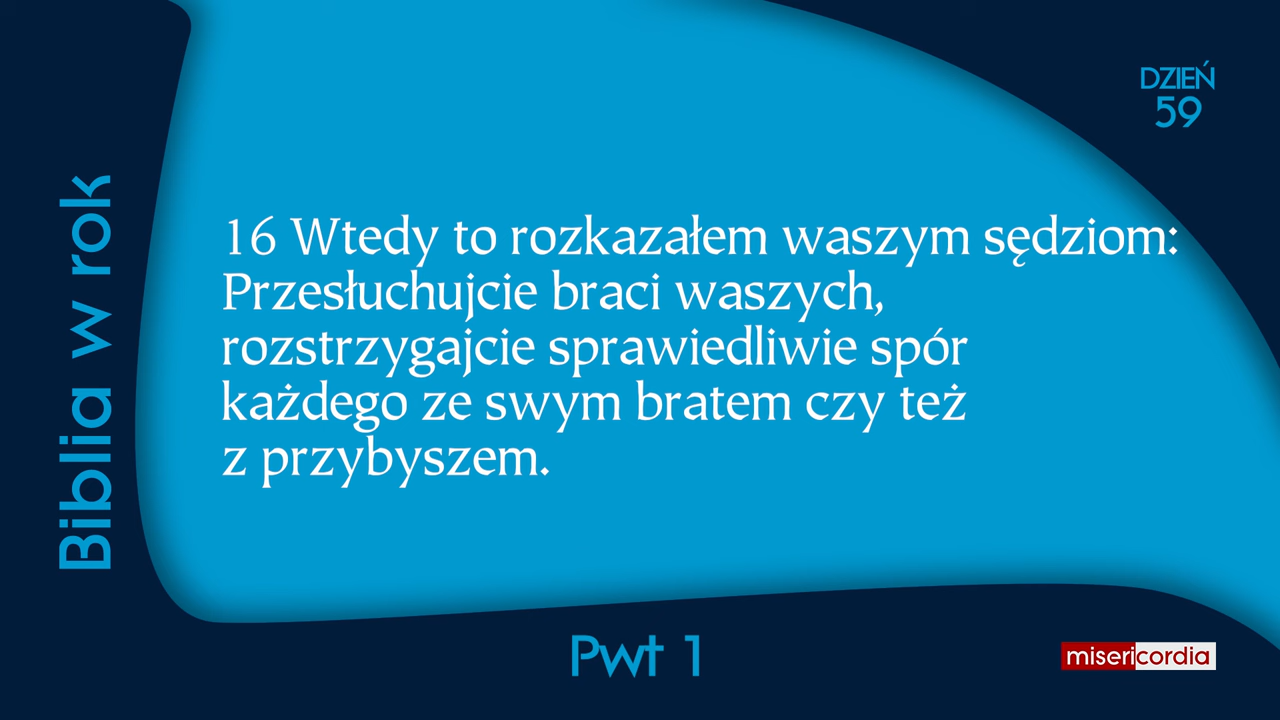 DZIEŃ
59
Biblia w rok
16 Wtedy to rozkazałem waszym sędziom:
Przesłuchujcie braci waszych,
rozstrzygajcie sprawiedliwie spór
każdego ze swym bratem czy też
z przybyszem.
Pwt 1
misericordia